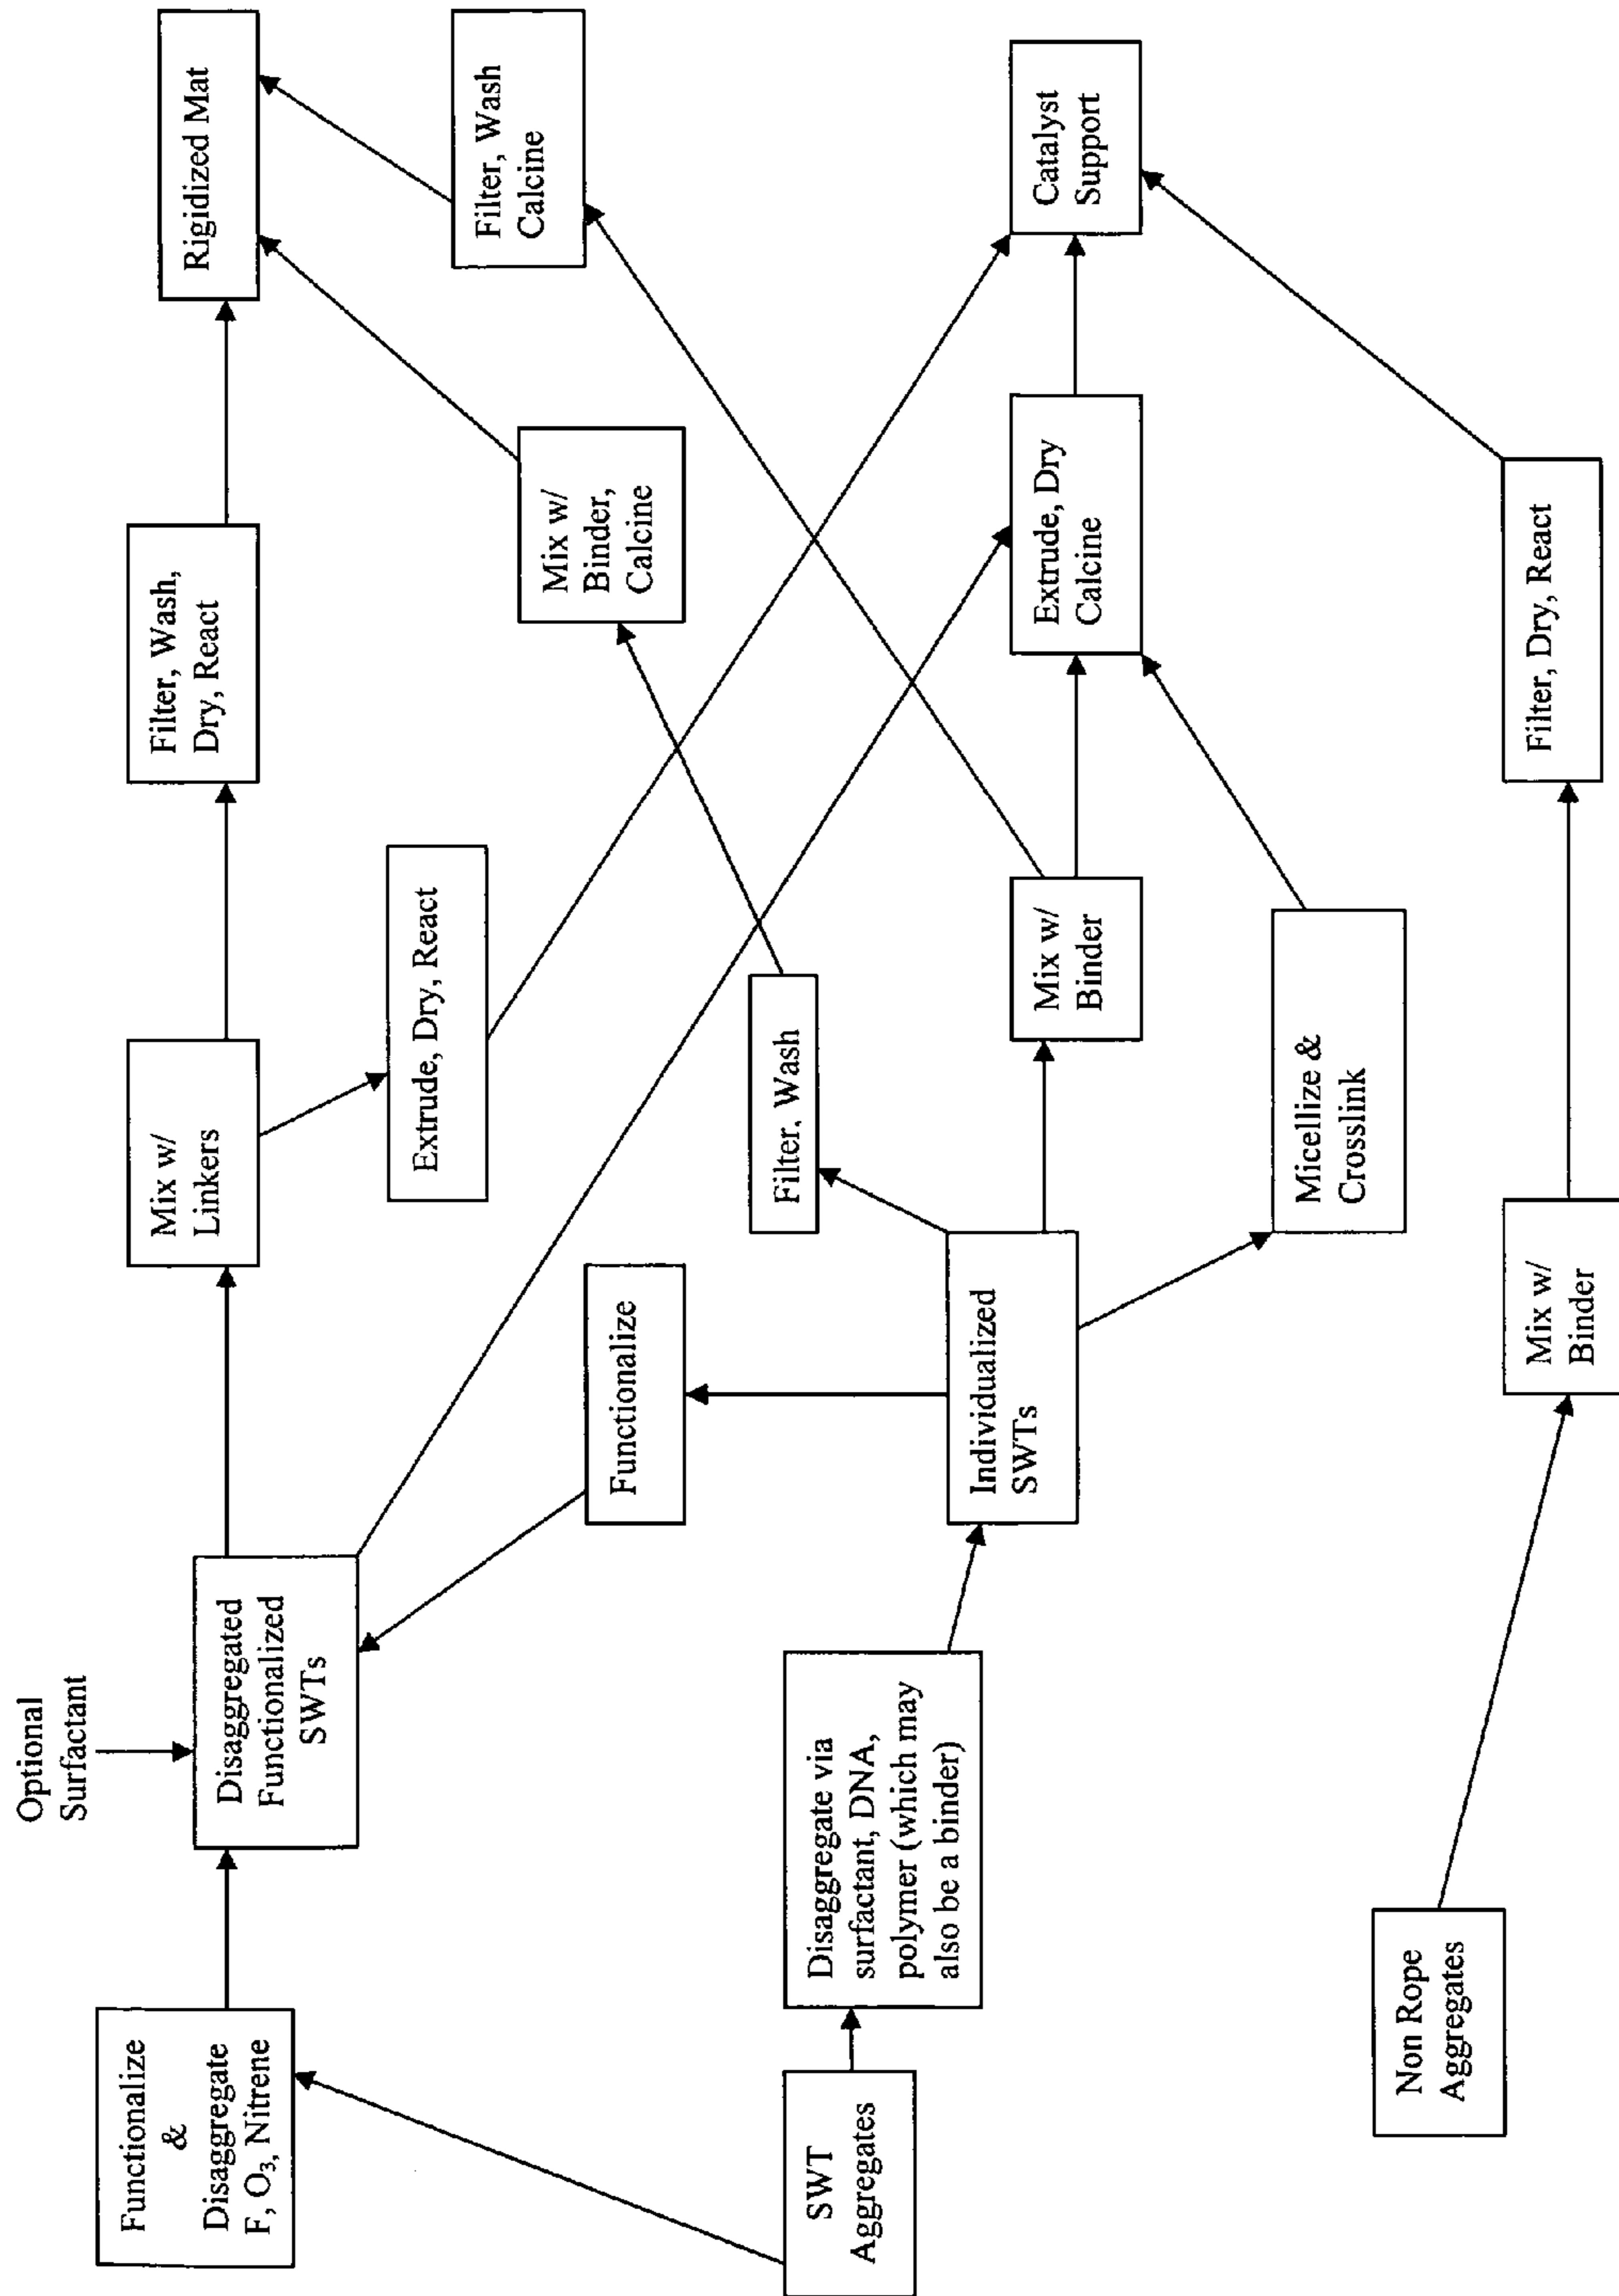 Optional
Surfactant
Functionalize
&
Disaggregate
F, O₃, Nitrene
Disaggregated
Functionalized
SWTs
Mix w/
Linkers
Filter, Wash,
Dry, React
Rigidized Mat
Extrude, Dry, React
Filter, Wash
Calcine
Mix w/
Binder,
Calcine
Functionalize
Filter, Wash
SWT
Aggregates
Disaggregate via
surfactant, DNA,
polymer (which may
also be a binder)
Individualized
SWTs
Mix w/
Binder
Extrude, Dry
Calcine
Catalyst
Support
Micellize &
Crosslink
Non Rope
Aggregates
Mix w/
Binder
Filter, Dry, React